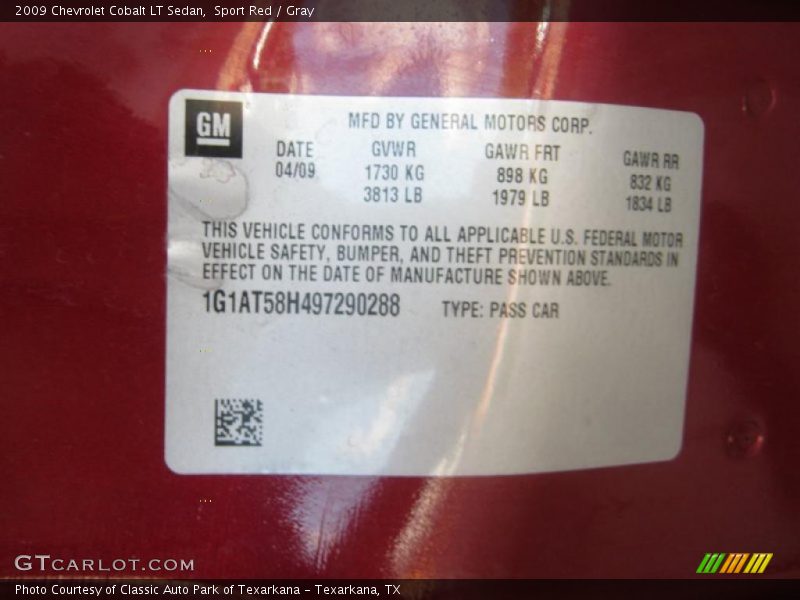 2009 Chevrolet Cobalt LT Sedan,  Sport Red / Gray
GM
MFD BY GENERAL MOTORS CORP.
DATE GVWR GAWR FRT GAWR RR
04/09 1730 KG 898 KG 832 KG
3813 LB 1979 LB 1834 LB
THIS VEHICLE CONFORMS TO ALL APPLICABLE U.S. FEDERAL MOTOR
VEHICLE SAFETY, BUMPER, AND THEFT PREVENTION STANDARDS IN
EFFECT ON THE DATE OF MANUFACTURE SHOWN ABOVE.
1G1AT58H497290288 TYPE: PASS CAR
GTCARLOT.COM
Photo Courtesy of Classic Auto Park of Texarkana - Texarkana, TX